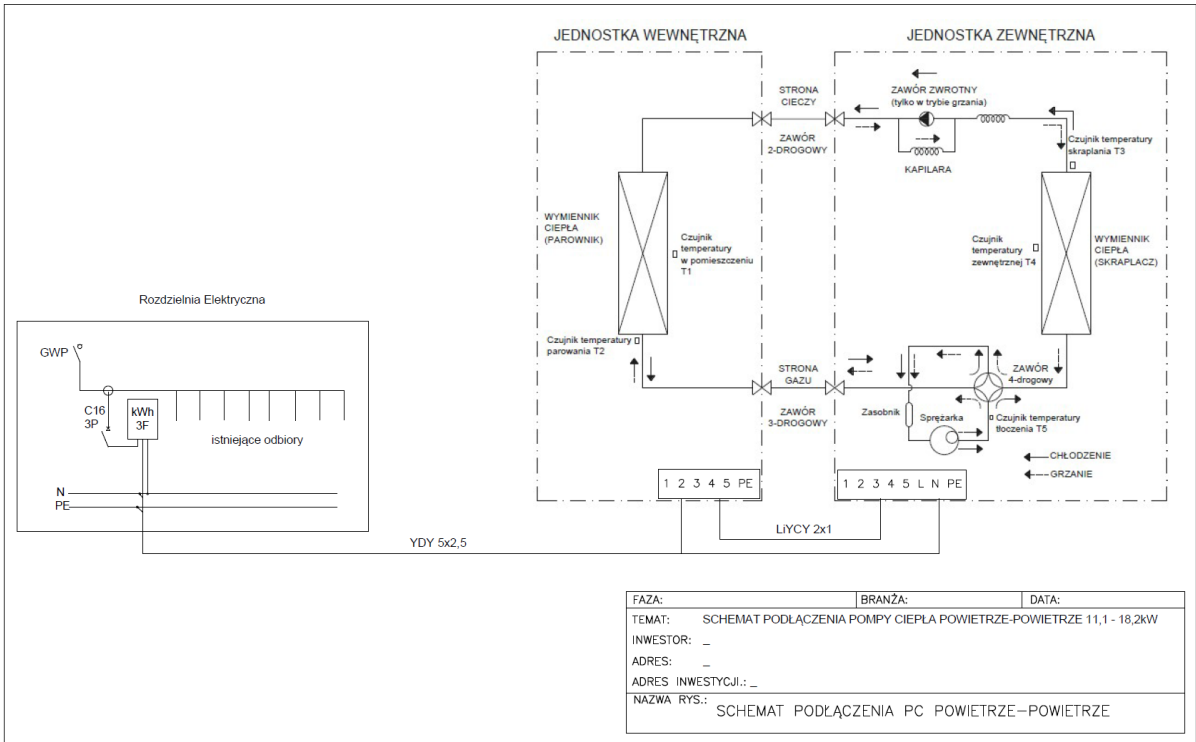 JEDNOSTKA WEWNĘTRZNA
JEDNOSTKA ZEWNĘTRZNA
STRONA
CIECZY
ZAWÓR
2-DROGOWY
ZAWÓR ZWROTNY
(tylko w trybie grzania)
KAPILARA
Czujnik temperatury
skraplania T3
WYMIENNIK
CIEPŁA
(PAROWNIK)
Czujnik
temperatury
w pomieszczeniu
T1
Czujnik
temperatury
zewnętrznej T4
WYMIENNIK
CIEPŁA
(SKRAPLACZ)
Czujnik temperatury
parowania T2
STRONA
GAZU
ZAWÓR
3-DROGOWY
ZAWÓR
4-drogowy
Zasobnik
Sprężarka
Czujnik temperatury
tłoczenia T5
CHŁODZENIE
GRZANIE
Rozdzielnia Elektryczna
GWP
C16
3P
kWh
3F
istniejące odbiory
N
PE
1 2 3 4 5 PE
1 2 3 4 5 L N PE
LiYCY 2x1
YDY 5x2,5
FAZA: BRANŻA: DATA:
TEMAT: SCHEMAT PODŁĄCZENIA POMPY CIEPŁA POWIETRZE-POWIETRZE 11,1 - 18,2kW
INWESTOR: _
ADRES: _
ADRES INWESTYCJI.: _
NAZWA RYS.:
SCHEMAT PODŁĄCZENIA PC POWIETRZE-POWIETRZE